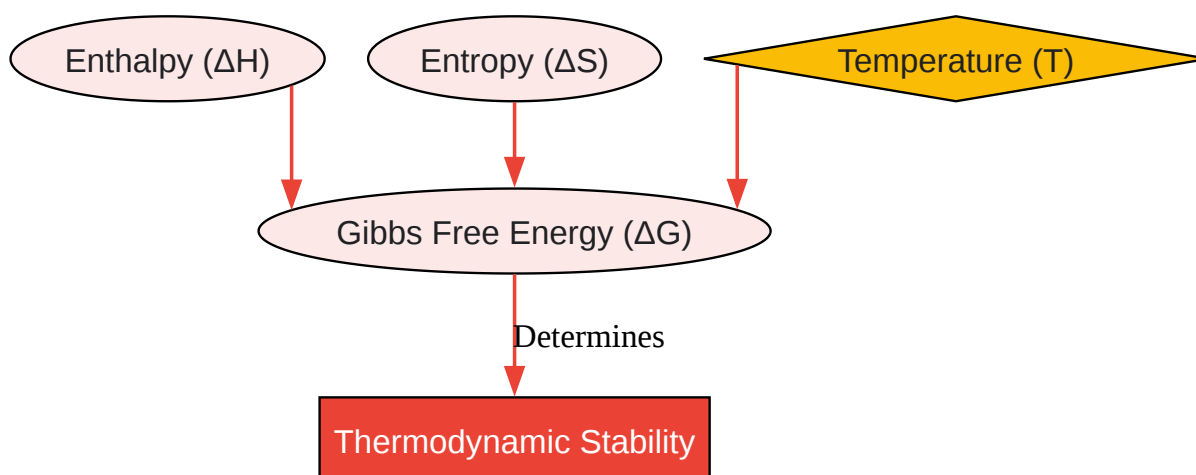 Enthalpy (ΔH)
Entropy (ΔS)
Temperature (T)
Gibbs Free Energy (ΔG)
Determines
Thermodynamic Stability